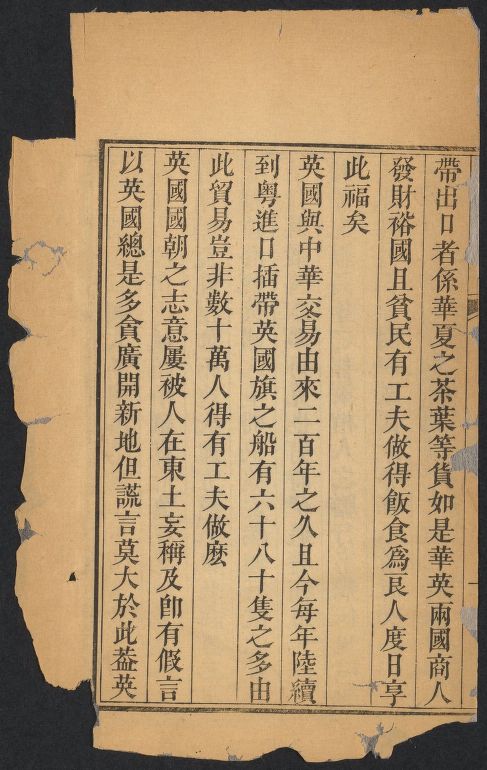 帶出口者係華夏之茶葉等貨如是華英兩國商人
發財裕國且貧民有工夫做得飯食爲良人度日享
此福矣
英國與中華交易由來二百年之久且今每年陸續
到粤進口插帶英國旗之船有六十八十隻之多由
此貿易豈非數十萬人得有工夫做麽
英國國朝之志意屢被人在東土妄稱及卽有假言
以英國總是多貪廣開新地但謊言莫大於此葢英